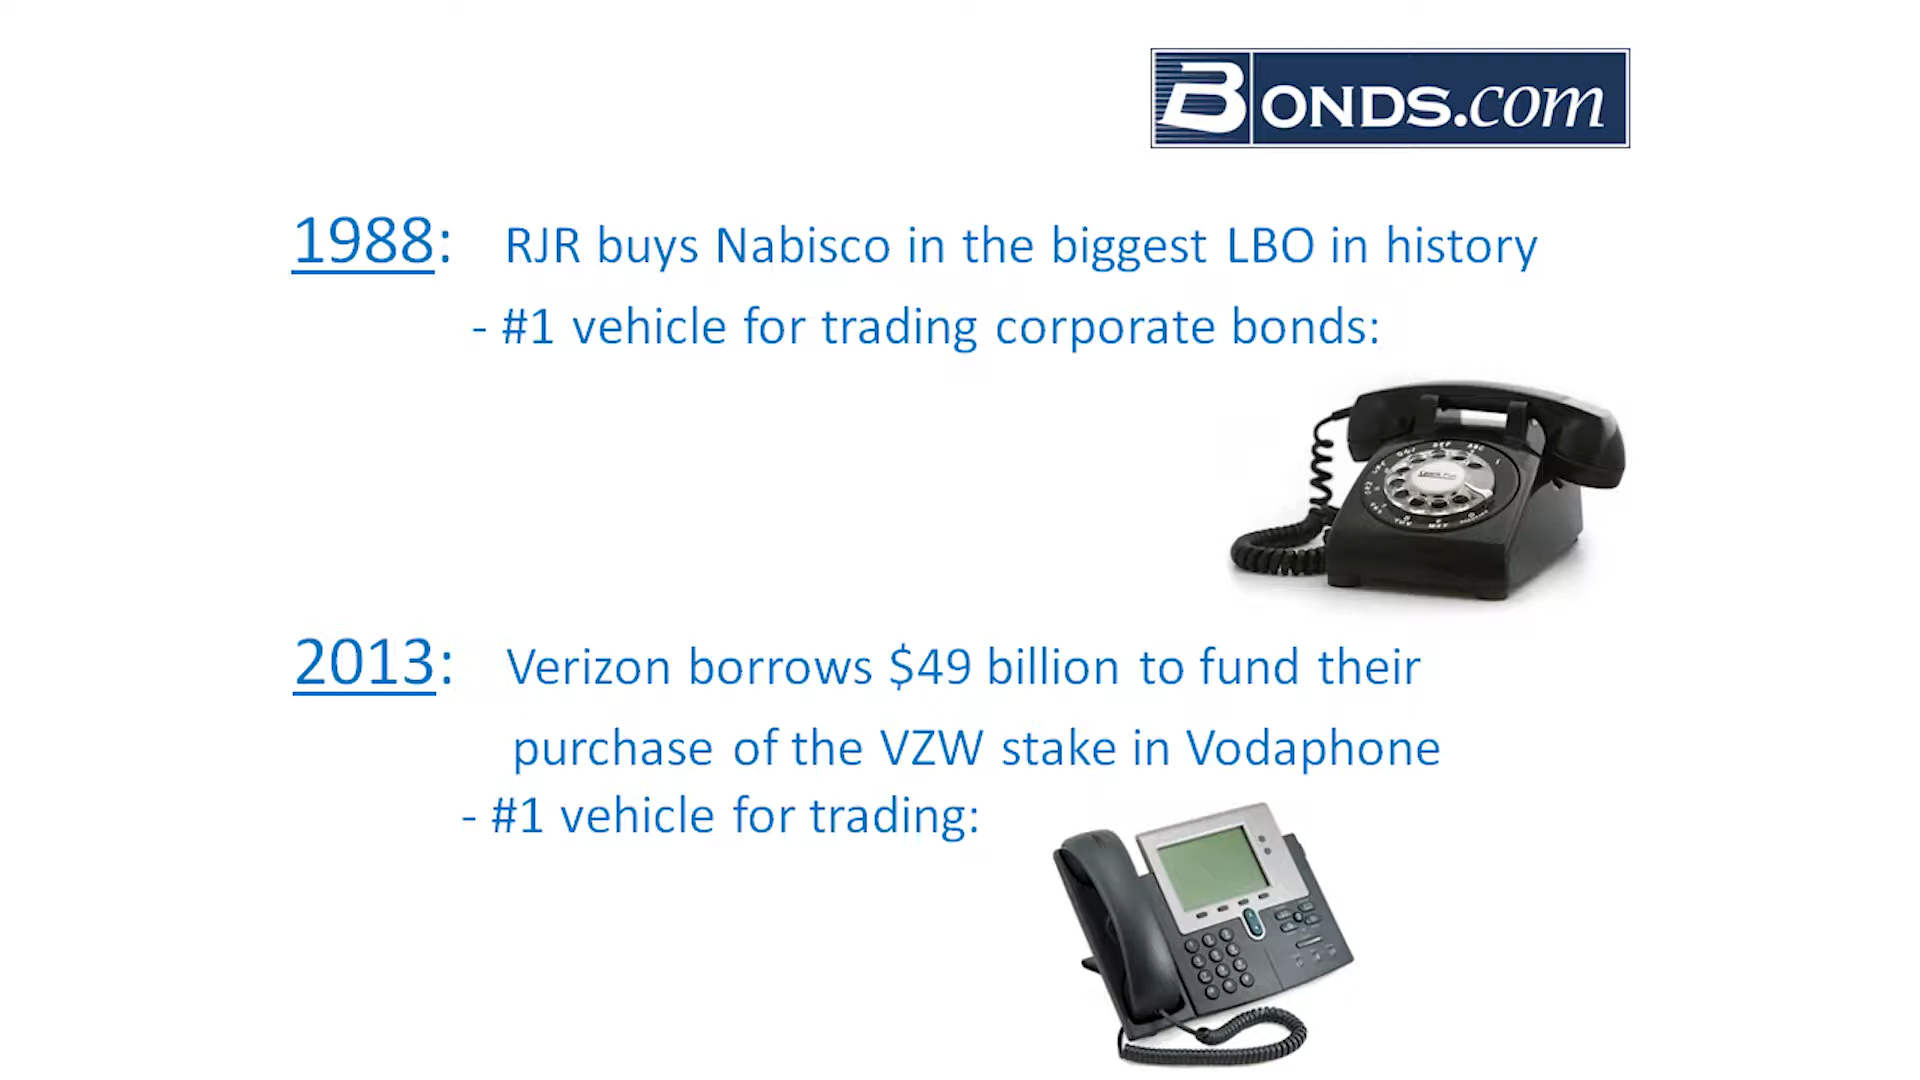 BONDS.com
1988: RJR buys Nabisco in the biggest LBO in history
- #1 vehicle for trading corporate bonds:
2013: Verizon borrows $49 billion to fund their
purchase of the VZW stake in Vodaphone
- #1 vehicle for trading: